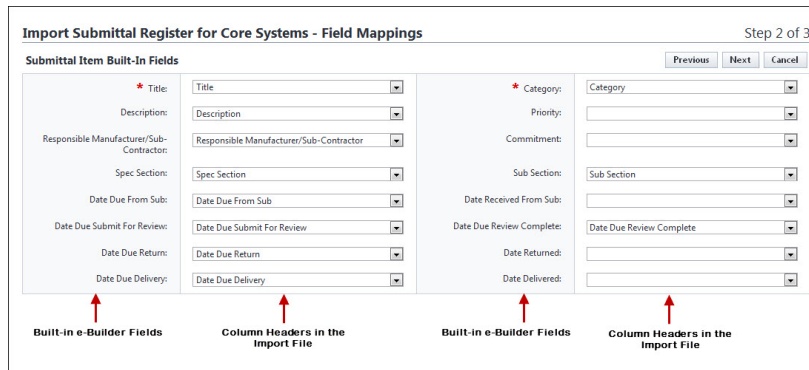 Import Submittal Register for Core Systems - Field Mappings
Step 2 of 3
Submittal Item Built-In Fields
Previous Next Cancel
* Title: Title
* Category: Category
Description: Description
Priority:
Responsible Manufacturer/Sub-
Contractor:
Responsible Manufacturer/Sub-Contractor
Commitment:
Spec Section: Spec Section
Sub Section: Sub Section
Date Due From Sub: Date Due From Sub
Date Received From Sub:
Date Due Submit For Review: Date Due Submit For Review
Date Due Review Complete: Date Due Review Complete
Date Due Return: Date Due Return
Date Returned:
Date Due Delivery: Date Due Delivery
Date Delivered:
Built-in e-Builder Fields
Column Headers in the
Import File
Built-in e-Builder Fields
Column Headers in the
Import File